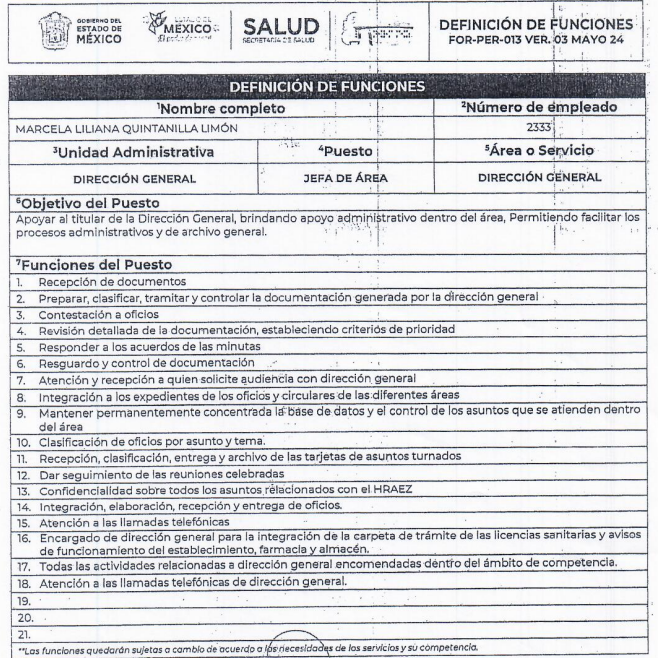 GOBIERNO DEL
ESTADO DE
MÉXICO
MÉXICO
SALUD
SECRETARÍA DE SALUD
DEFINICIÓN DE FUNCIONES
FOR-PER-013 VER. 03 MAYO 24
DEFINICIÓN DE FUNCIONES
¹Nombre completo
²Número de empleado
MARCELA LILIANA QUINTANILLA LIMÓN
2333
³Unidad Administrativa
⁴Puesto
⁵Área o Servicio
DIRECCIÓN GENERAL
JEFA DE ÁREA
DIRECCIÓN GENERAL
⁶Objetivo del Puesto
Apoyar al titular de la Dirección General, brindando apoyo administrativo dentro del área, Permitiendo facilitar los
procesos administrativos y de archivo general.
⁷Funciones del Puesto
1. Recepción de documentos
2. Preparar, clasificar, tramitar y controlar la documentación generada por la dirección general
3. Contestación a oficios
4. Revisión detallada de la documentación, estableciendo criterios de prioridad
5. Responder a los acuerdos de las minutas
6. Resguardo y control de documentación
7. Atención y recepción a quien solicite audiencia con dirección general
8. Integración a los expedientes de los oficios y circulares de las diferentes áreas
9. Mantener permanentemente concentrada la base de datos y el control de los asuntos que se atienden dentro
del área
10. Clasificación de oficios por asunto y tema.
11. Recepción, clasificación, entrega y archivo de las tarjetas de asuntos turnados
12. Dar seguimiento de las reuniones celebradas
13. Confidencialidad sobre todos los asuntos relacionados con el HRAEZ
14. Integración, elaboración, recepción y entrega de oficios.
15. Atención a las llamadas telefónicas
16. Encargado de dirección general para la integración de la carpeta de trámite de las licencias sanitarias y avisos
de funcionamiento del establecimiento, farmacia y almacén.
17. Todas las actividades relacionadas a dirección general encomendadas dentro del ámbito de competencia.
18. Atención a las llamadas telefónicas de dirección general.
19.
20.
21.
**Las funciones quedarán sujetas a cambio de acuerdo a las necesidades de los servicios y su competencia.